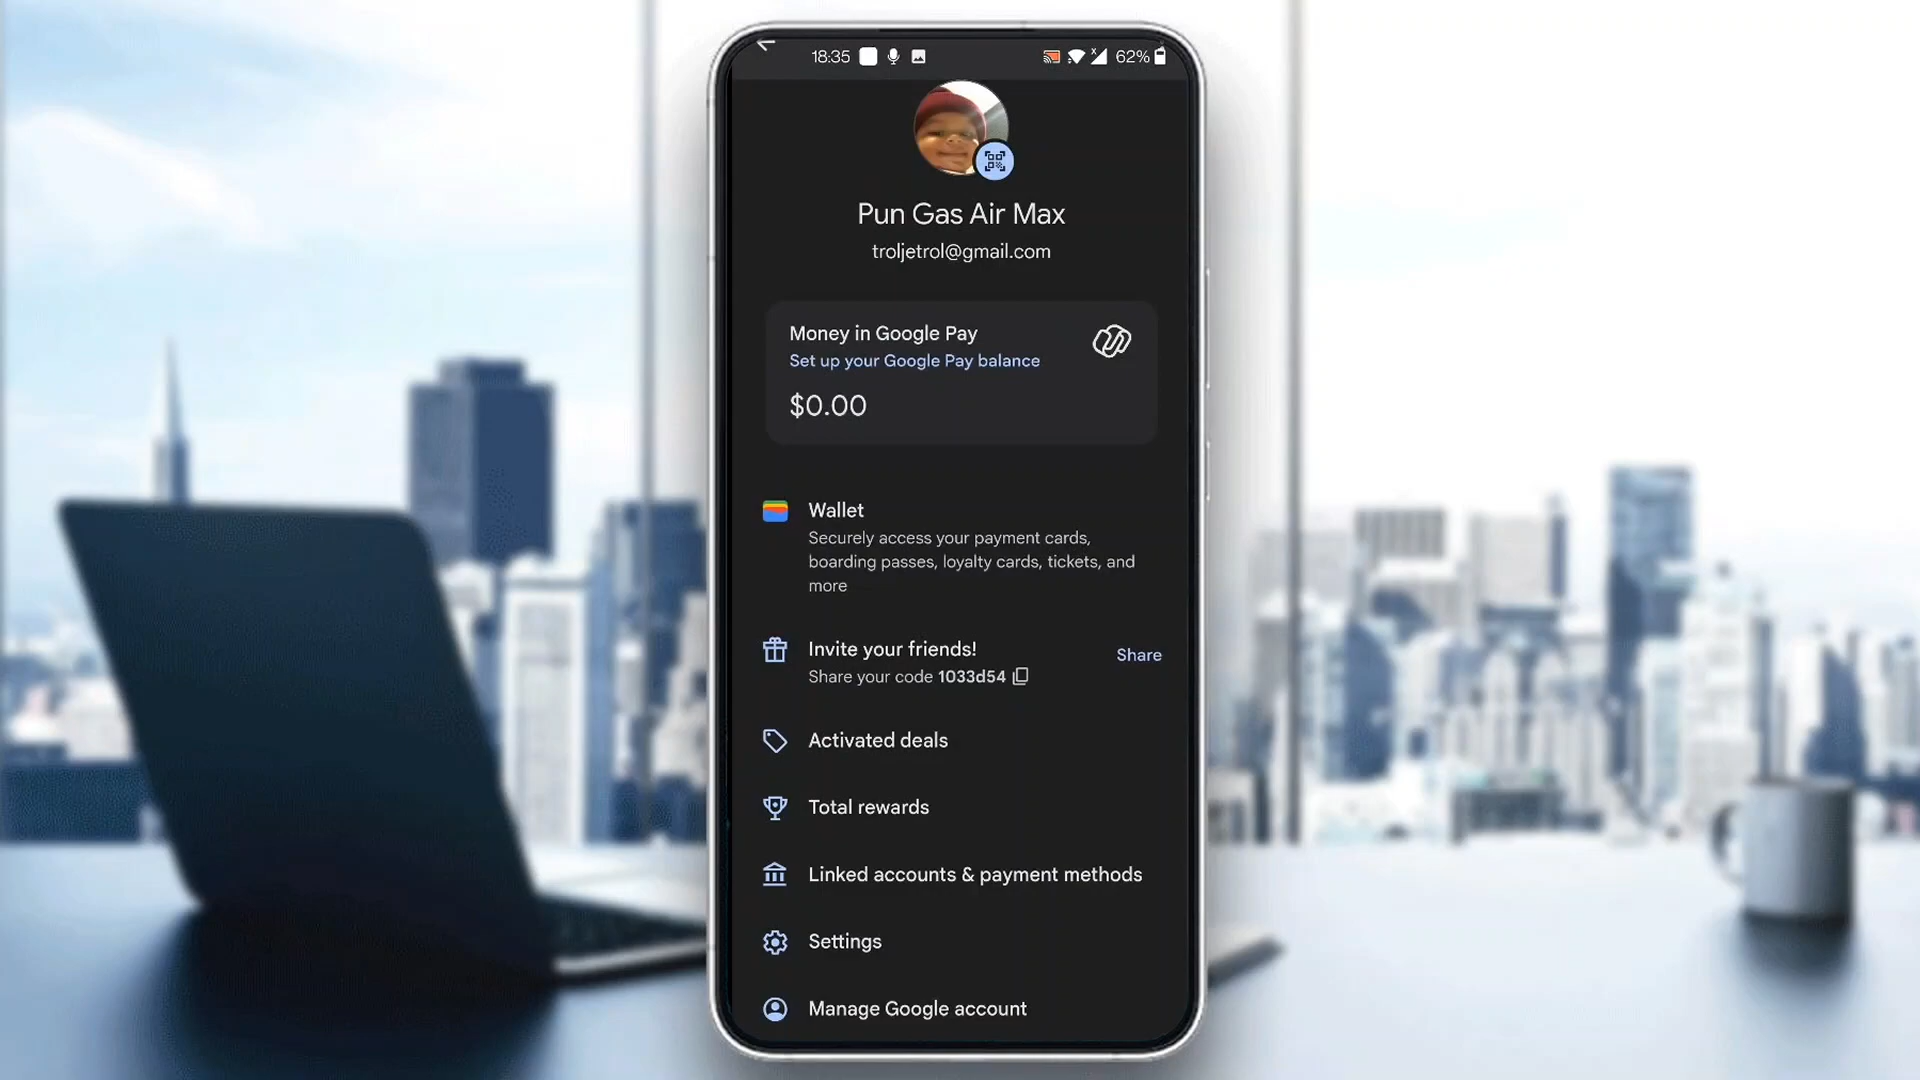 18:35
62%
Pun Gas Air Max
troljetrol@gmail.com
Money in Google Pay
Set up your Google Pay balance
$0.00
Wallet
Securely access your payment cards,
boarding passes, loyalty cards, tickets, and
more
Invite your friends!
Share your code 1033d54
Share
Activated deals
Total rewards
Linked accounts & payment methods
Settings
Manage Google account